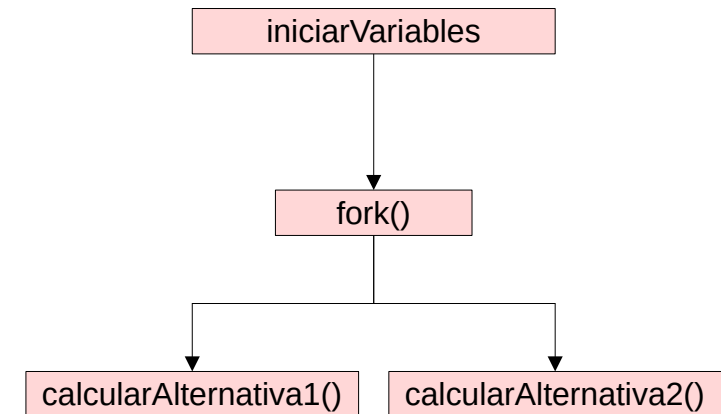 iniciarVariables
fork()
calcularAlternativa1()
calcularAlternativa2()